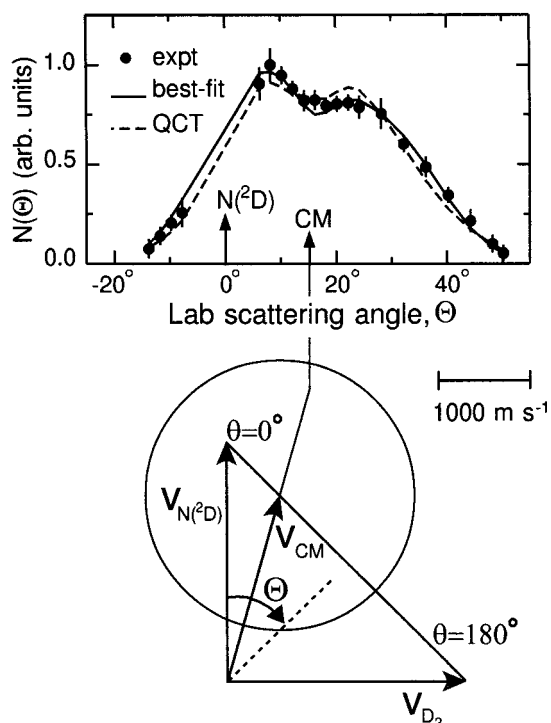 expt
best-fit
QCT
N(Θ) (arb. units)
1.0
0.5
0.0
N(²D)
CM
-20° 0° 20° 40°
Lab scattering angle, Θ
1000 m s⁻¹
θ=0°
V_N(²D)
V_CM
Θ
θ=180°
V_D₂